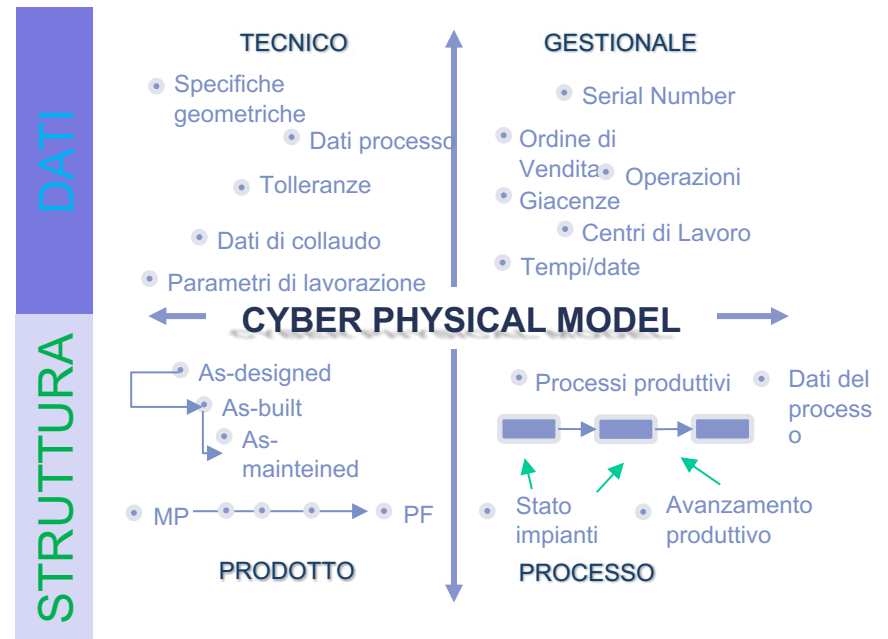 DATI
TECNICO
GESTIONALE
Specifiche
geometriche
Dati processo
Tolleranze
Dati di collaudo
Parametri di lavorazione
Serial Number
Ordine di
Vendita
Operazioni
Giacenze
Centri di Lavoro
Tempi/date
CYBER PHYSICAL MODEL
STRUTTURA
As-designed
As-built
As-
mainteined
MP
PF
PRODOTTO
Processi produttivi
Dati del
process
o
Stato
impianti
Avanzamento
produttivo
PROCESSO